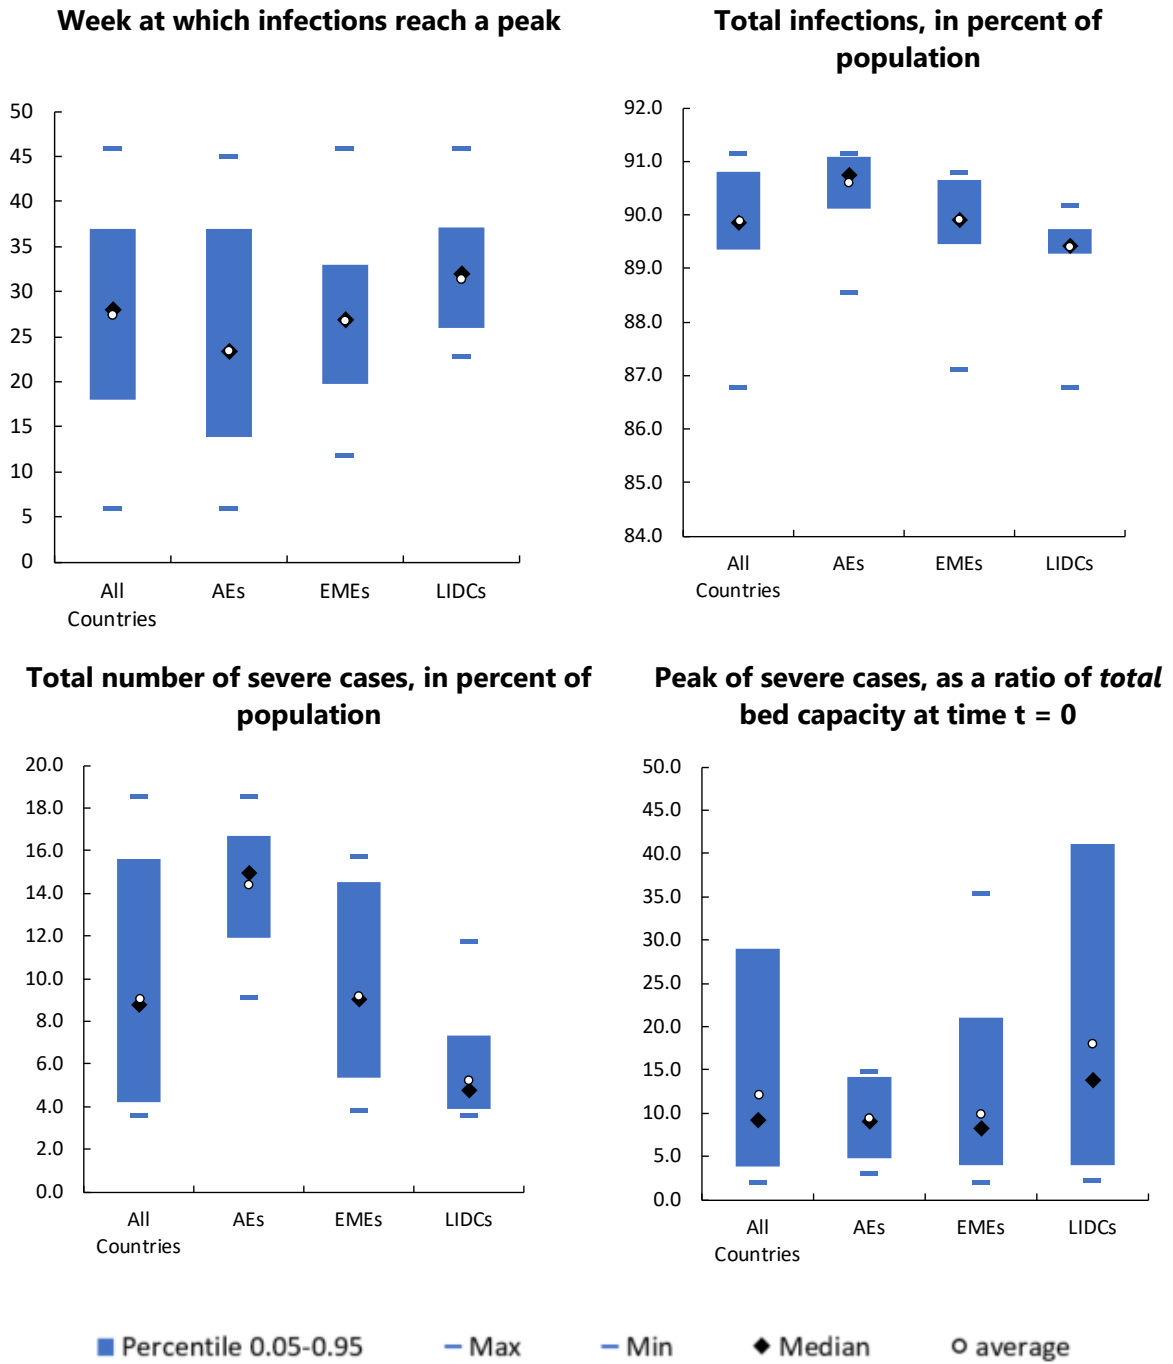 Week at which infections reach a peak
50
45
40
35
30
25
20
15
10
5
0
All
Countries
AEs
EMEs
LIDCs
Total infections, in percent of
population
92.0
91.0
90.0
89.0
88.0
87.0
86.0
85.0
84.0
All
Countries
AEs
EMEs
LIDCs
Total number of severe cases, in percent of
population
20.0
18.0
16.0
14.0
12.0
10.0
8.0
6.0
4.0
2.0
0.0
All
Countries
AEs
EMEs
LIDCs
Peak of severe cases, as a ratio of total
bed capacity at time t = 0
50.0
45.0
40.0
35.0
30.0
25.0
20.0
15.0
10.0
5.0
0.0
All
Countries
AEs
EMEs
LIDCs
Percentile 0.05-0.95
Max
Min
Median
average